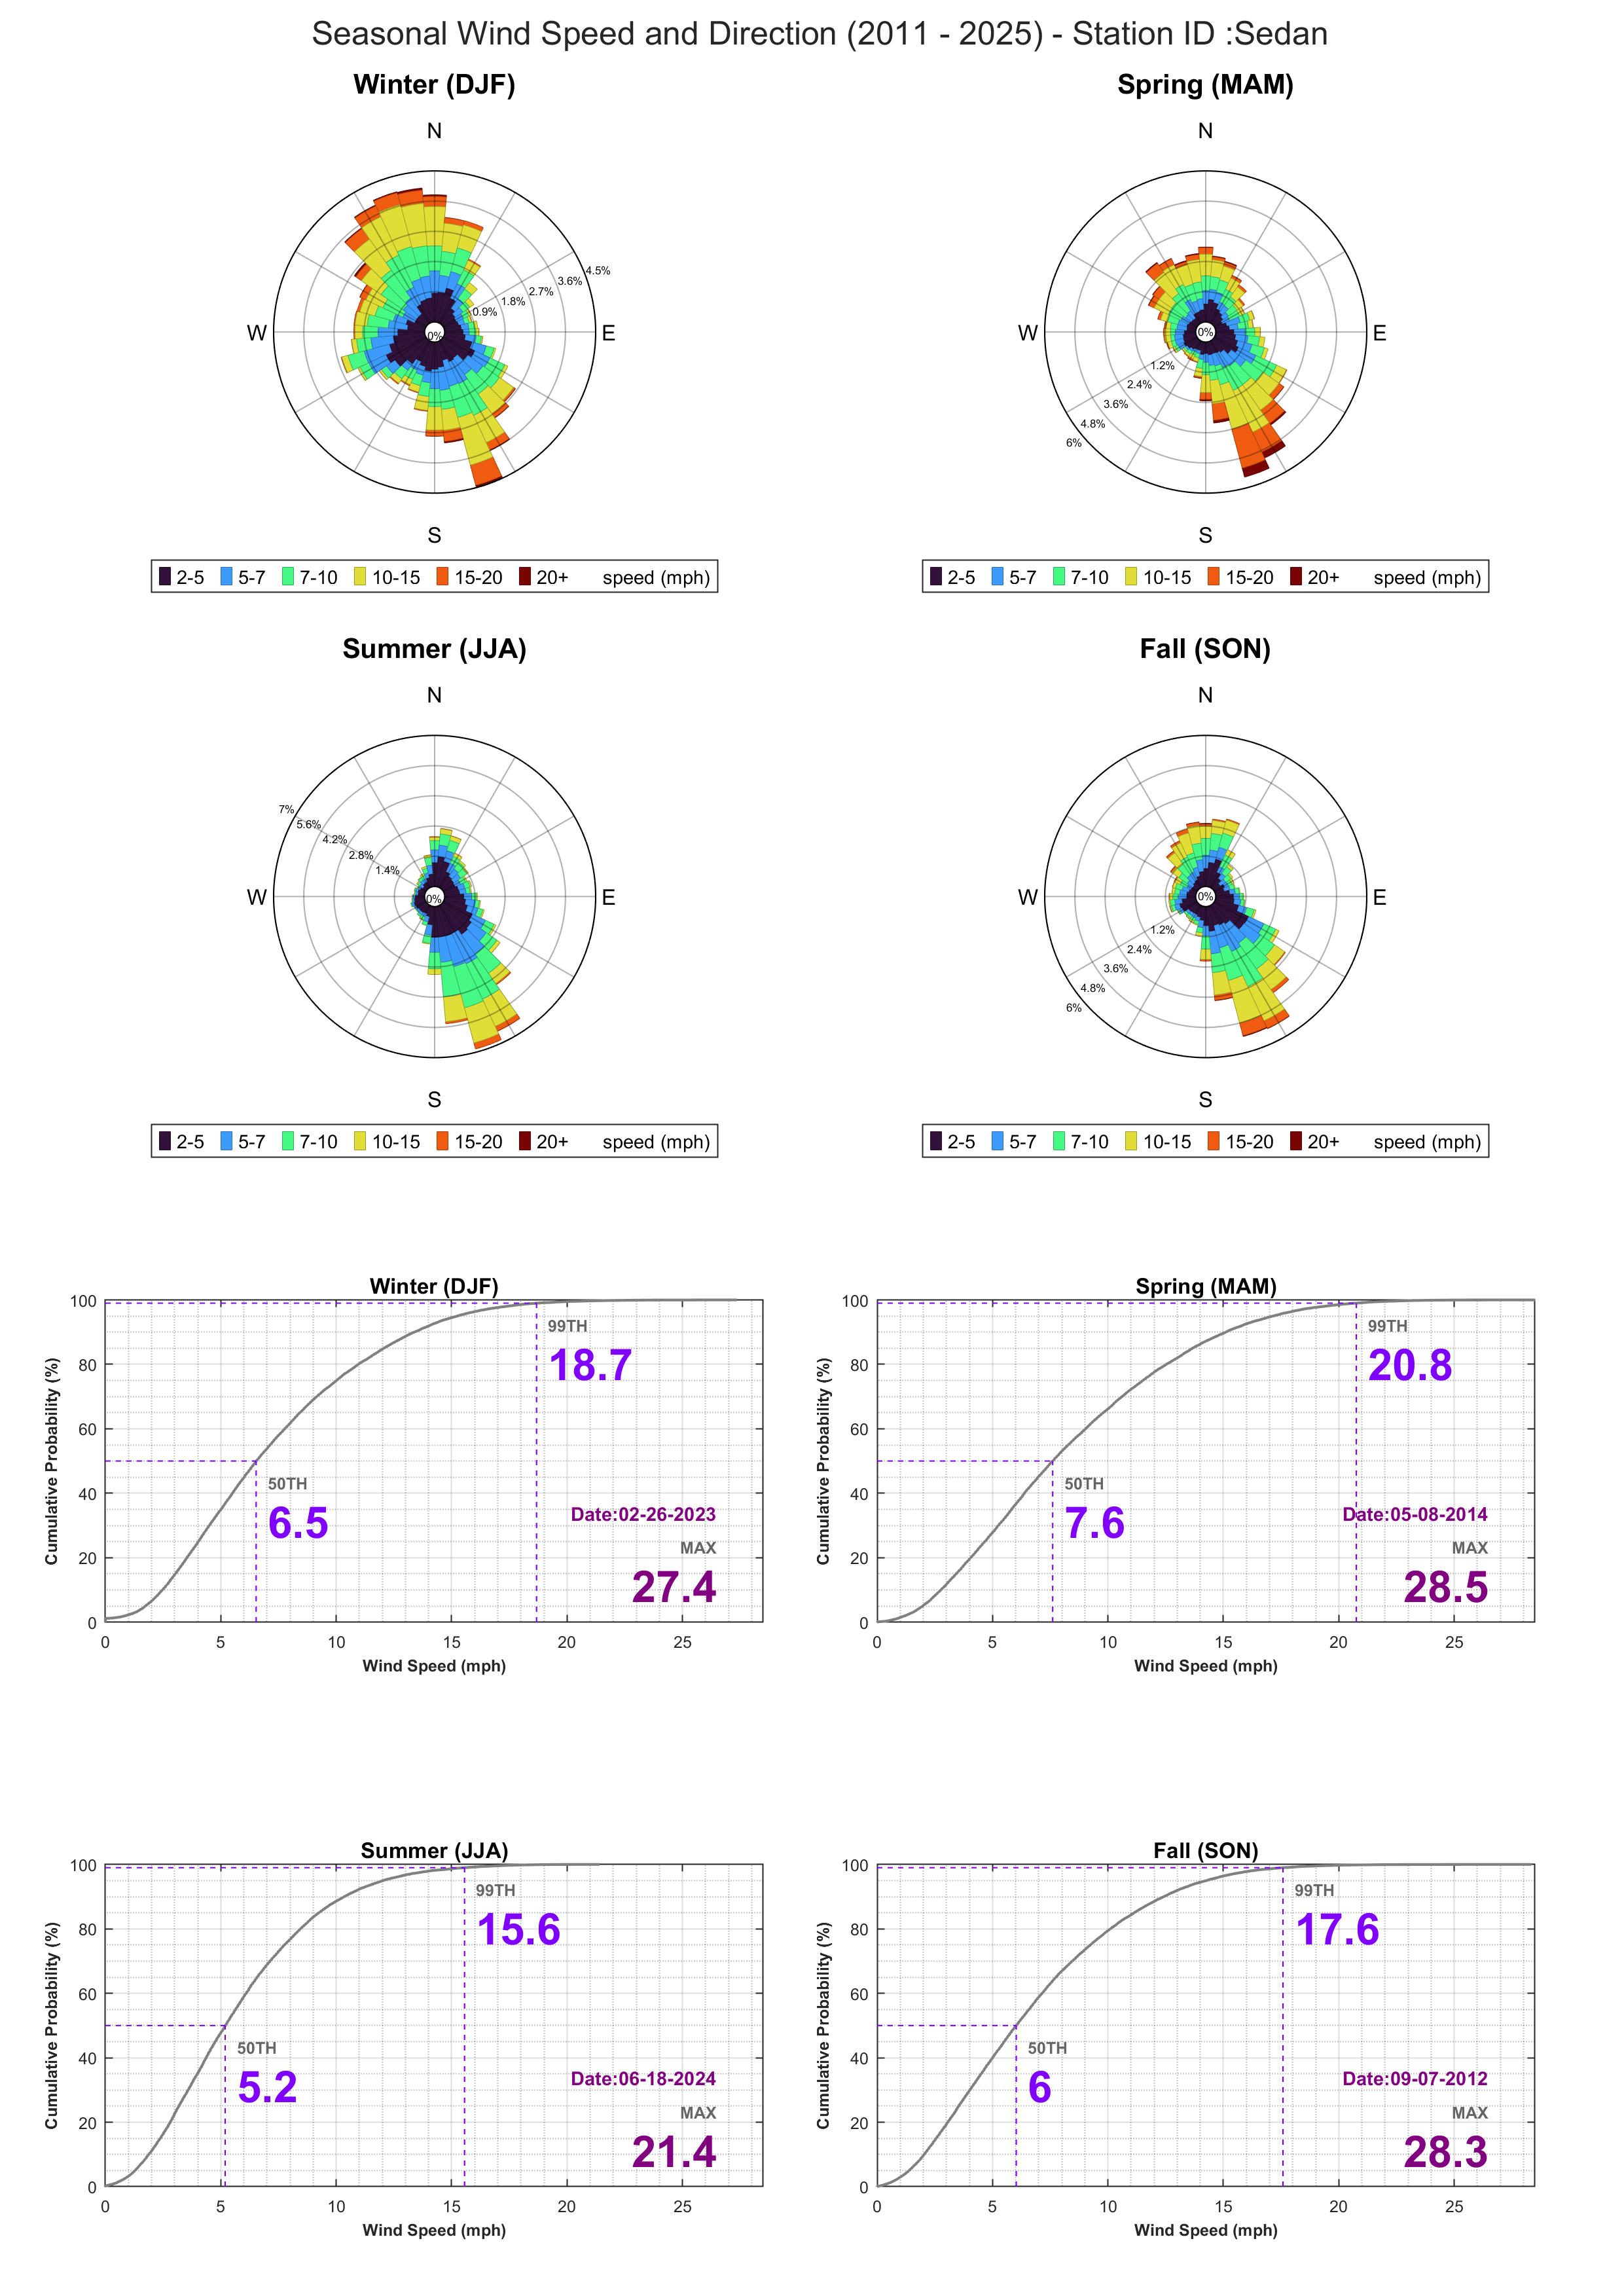 Seasonal Wind Speed and Direction (2011 - 2025) - Station ID :Sedan
Winter (DJF)
N
W
E
S
0%
0.9%
1.8%
2.7%
3.6%
4.5%
2-5 5-7 7-10 10-15 15-20 20+ speed (mph)
Spring (MAM)
N
W
E
S
0%
1.2%
2.4%
3.6%
4.8%
6%
2-5 5-7 7-10 10-15 15-20 20+ speed (mph)
Summer (JJA)
N
W
E
S
0%
1.4%
2.8%
4.2%
5.6%
7%
2-5 5-7 7-10 10-15 15-20 20+ speed (mph)
Fall (SON)
N
W
E
S
0%
1.2%
2.4%
3.6%
4.8%
6%
2-5 5-7 7-10 10-15 15-20 20+ speed (mph)
Winter (DJF)
Cumulative Probability (%)
100
80
60
40
20
0
99TH
18.7
50TH
6.5
Date:02-26-2023
MAX
27.4
0 5 10 15 20 25
Wind Speed (mph)
Spring (MAM)
Cumulative Probability (%)
100
80
60
40
20
0
99TH
20.8
50TH
7.6
Date:05-08-2014
MAX
28.5
0 5 10 15 20 25
Wind Speed (mph)
Summer (JJA)
Cumulative Probability (%)
100
80
60
40
20
0
99TH
15.6
50TH
5.2
Date:06-18-2024
MAX
21.4
0 5 10 15 20 25
Wind Speed (mph)
Fall (SON)
Cumulative Probability (%)
100
80
60
40
20
0
99TH
17.6
50TH
6
Date:09-07-2012
MAX
28.3
0 5 10 15 20 25
Wind Speed (mph)